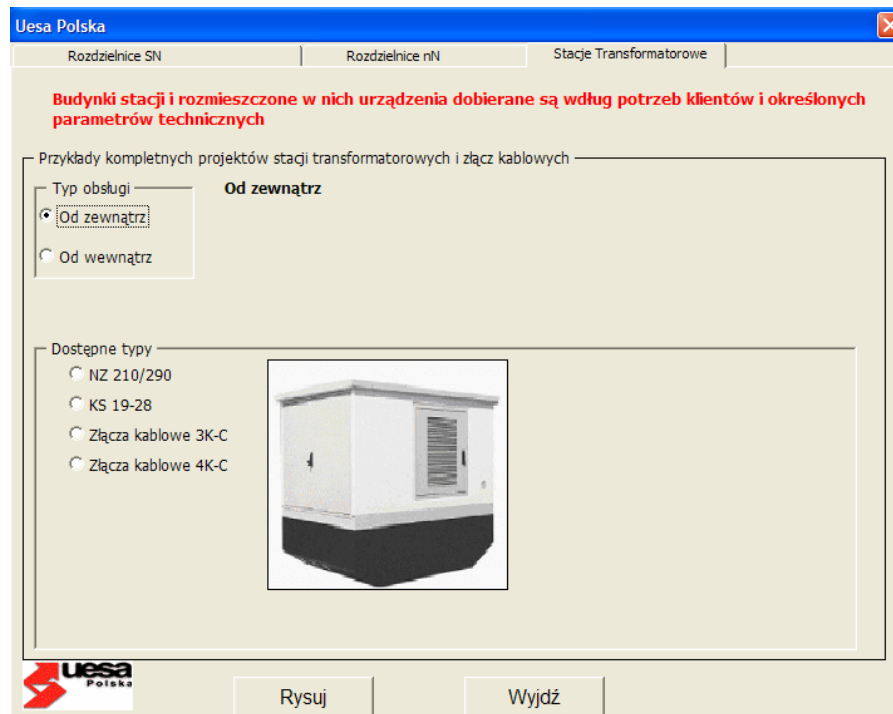 Uesa Polska
Rozdzielnice SN
Rozdzielnice nN
Stacje Transformatorowe
Budynki stacji i rozmieszczone w nich urządzenia dobierane są wdług potrzeb klientów i określonych
parametrów technicznych
Przykłady kompletnych projektów stacji transformatorowych i złącz kablowych
Typ obsługi
Od zewnątrz
Od zewnątrz
Od wewnątrz
Dostępne typy
NZ 210/290
KS 19-28
Złącza kablowe 3K-C
Złącza kablowe 4K-C
uesa
Polska
Rysuj
Wyjdź